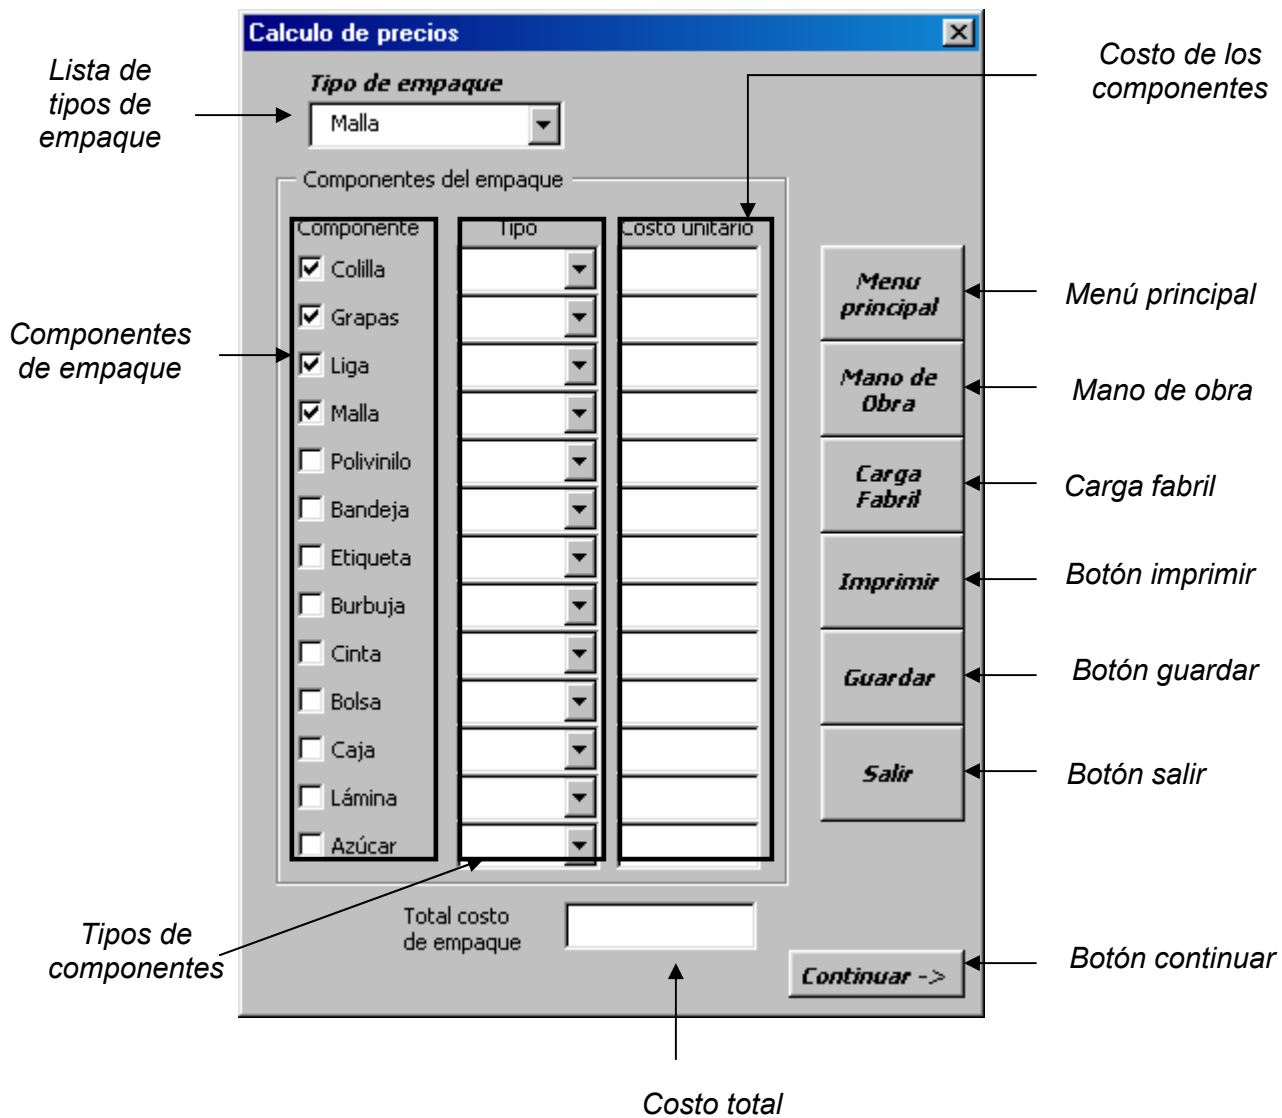 Calculo de precios
Lista de
tipos de
empaque
Tipo de empaque
Malla
Costo de los
componentes
Componentes del empaque
Componente Tipo Costo unitario
Colilla
Grapas
Liga
Malla
Polivinilo
Bandeja
Etiqueta
Burbuja
Cinta
Bolsa
Caja
Lámina
Azúcar
Componentes
de empaque
Menu
principal
Menú principal
Mano de
Obra
Mano de obra
Carga
Fabril
Carga fabril
Imprimir
Botón imprimir
Guardar
Botón guardar
Salir
Botón salir
Tipos de
componentes
Total costo
de empaque
Continuar ->
Botón continuar
Costo total